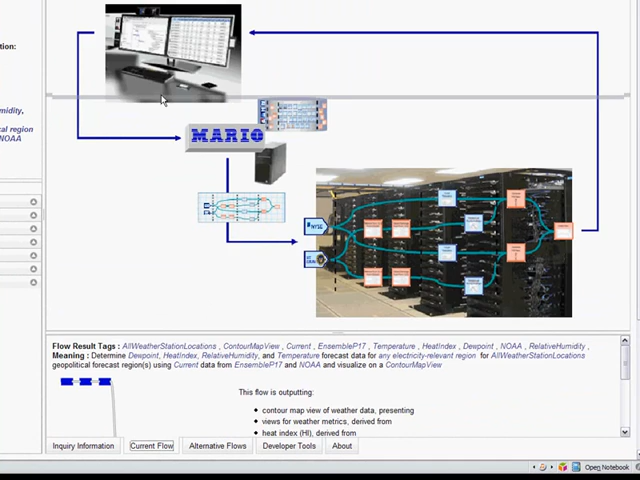 tion:
MARIO
midity,
cal region
NOAA
NYSE
Flow Result Tags : AllWeatherStationLocations , ContourMapView , Current , EnsembleP17 , Temperature , HeatIndex , Dewpoint , NOAA , RelativeHumidity ,
Meaning : Determine Dewpoint, HeatIndex, RelativeHumidity, and Temperature forecast data for any electricity-relevant region for AllWeatherStationLocations
geopolitical forecast region(s) using Current data from EnsembleP17 and NOAA and visualize on a ContourMapView
This flow is outputting:
• contour map view of weather data, presenting
• views for weather metrics, derived from
• heat index (HI), derived from
Inquiry Information
Current Flow
Alternative Flows
Developer Tools
About
Open Notebook